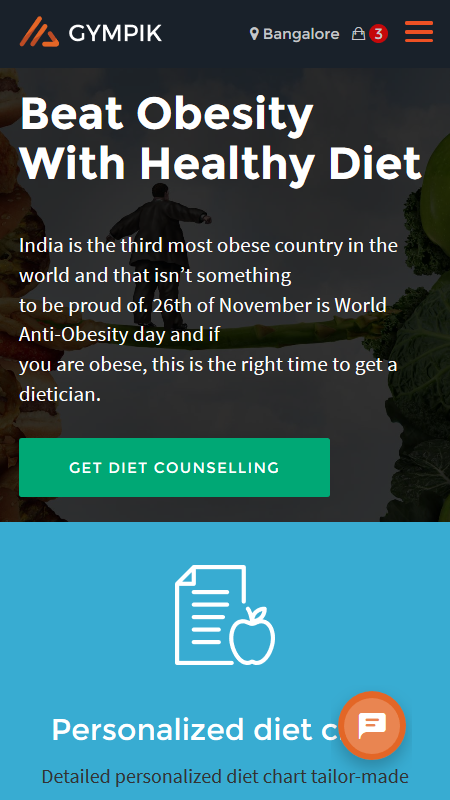 GYMPIK
Bangalore
3
Beat Obesity
With Healthy Diet
India is the third most obese country in the
world and that isn’t something
to be proud of. 26th of November is World
Anti-Obesity day and if
you are obese, this is the right time to get a
dietician.
GET DIET COUNSELLING
Personalized diet
Detailed personalized diet chart tailor-made